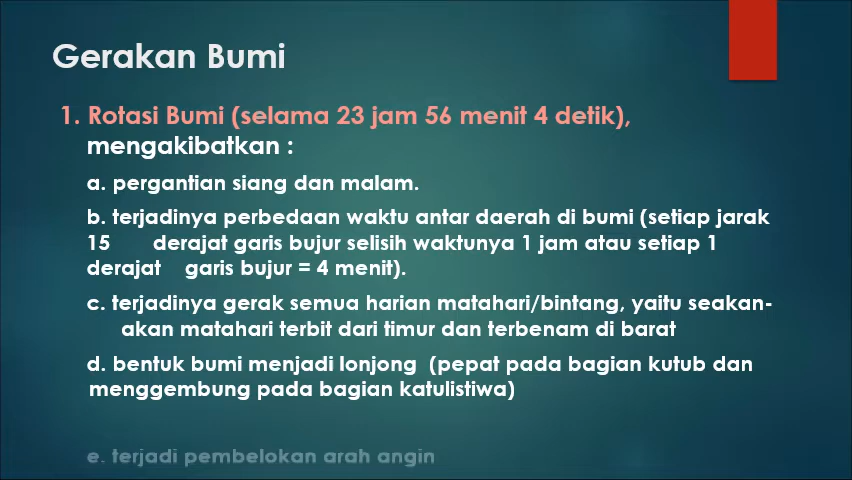 Gerakan Bumi
1. Rotasi Bumi (selama 23 jam 56 menit 4 detik),
mengakibatkan :
a. pergantian siang dan malam.
b. terjadinya perbedaan waktu antar daerah di bumi (setiap jarak
15 derajat garis bujur selisih waktunya 1 jam atau setiap 1
derajat garis bujur = 4 menit).
c. terjadinya gerak semua harian matahari/bintang, yaitu seakan-
akan matahari terbit dari timur dan terbenam di barat
d. bentuk bumi menjadi lonjong (pepat pada bagian kutub dan
menggembung pada bagian katulistiwa)
e. terjadi pembelokan arah angin